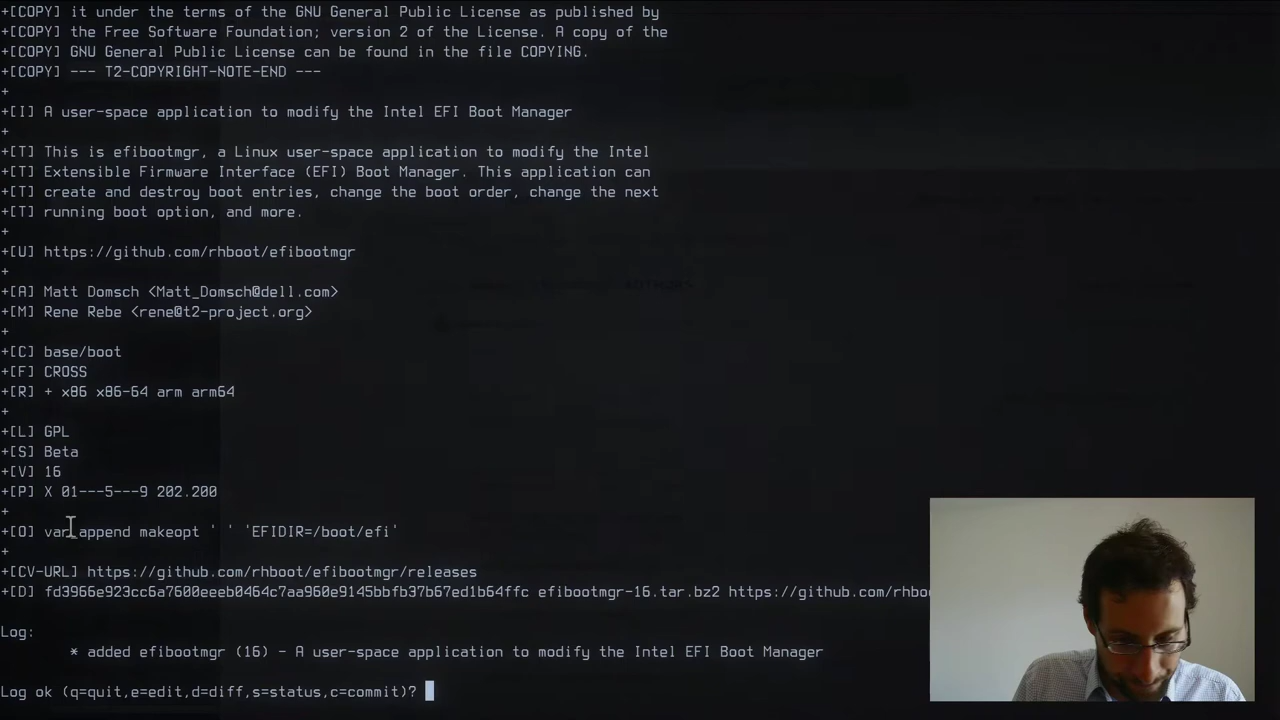 +[COPY] it under the terms of the GNU General Public License as published by
+[COPY] the Free Software Foundation; version 2 of the License. A copy of the
+[COPY] GNU General Public License can be found in the file COPYING.
+[COPY] --- T2-COPYRIGHT-NOTE-END ---
+
+[I] A user-space application to modify the Intel EFI Boot Manager
+
+[T] This is efibootmgr, a Linux user-space application to modify the Intel
+[T] Extensible Firmware Interface (EFI) Boot Manager. This application can
+[T] create and destroy boot entries, change the boot order, change the next
+[T] running boot option, and more.
+
+[U] https://github.com/rhboot/efibootmgr
+
+[A] Matt Domsch <Matt_Domsch@dell.com>
+[M] Rene Rebe <rene@t2-project.org>
+
+[C] base/boot
+[F] CROSS
+[R] + x86 x86-64 arm arm64
+
+[L] GPL
+[S] Beta
+[V] 16
+[P] X 01---5---9 202.200
+
+[O] var_append makeopt ' ' 'EFIDIR=/boot/efi'
+
+[CV-URL] https://github.com/rhboot/efibootmgr/releases
+[D] fd3966e923cc6a7600eeeb0464c7aa960e9145bbfb37b67ed1b64ffc efibootmgr-16.tar.bz2 https://github.com/rhbo
Log:
* added efibootmgr (16) - A user-space application to modify the Intel EFI Boot Manager
Log ok (q=quit,e=edit,d=diff,s=status,c=commit)?